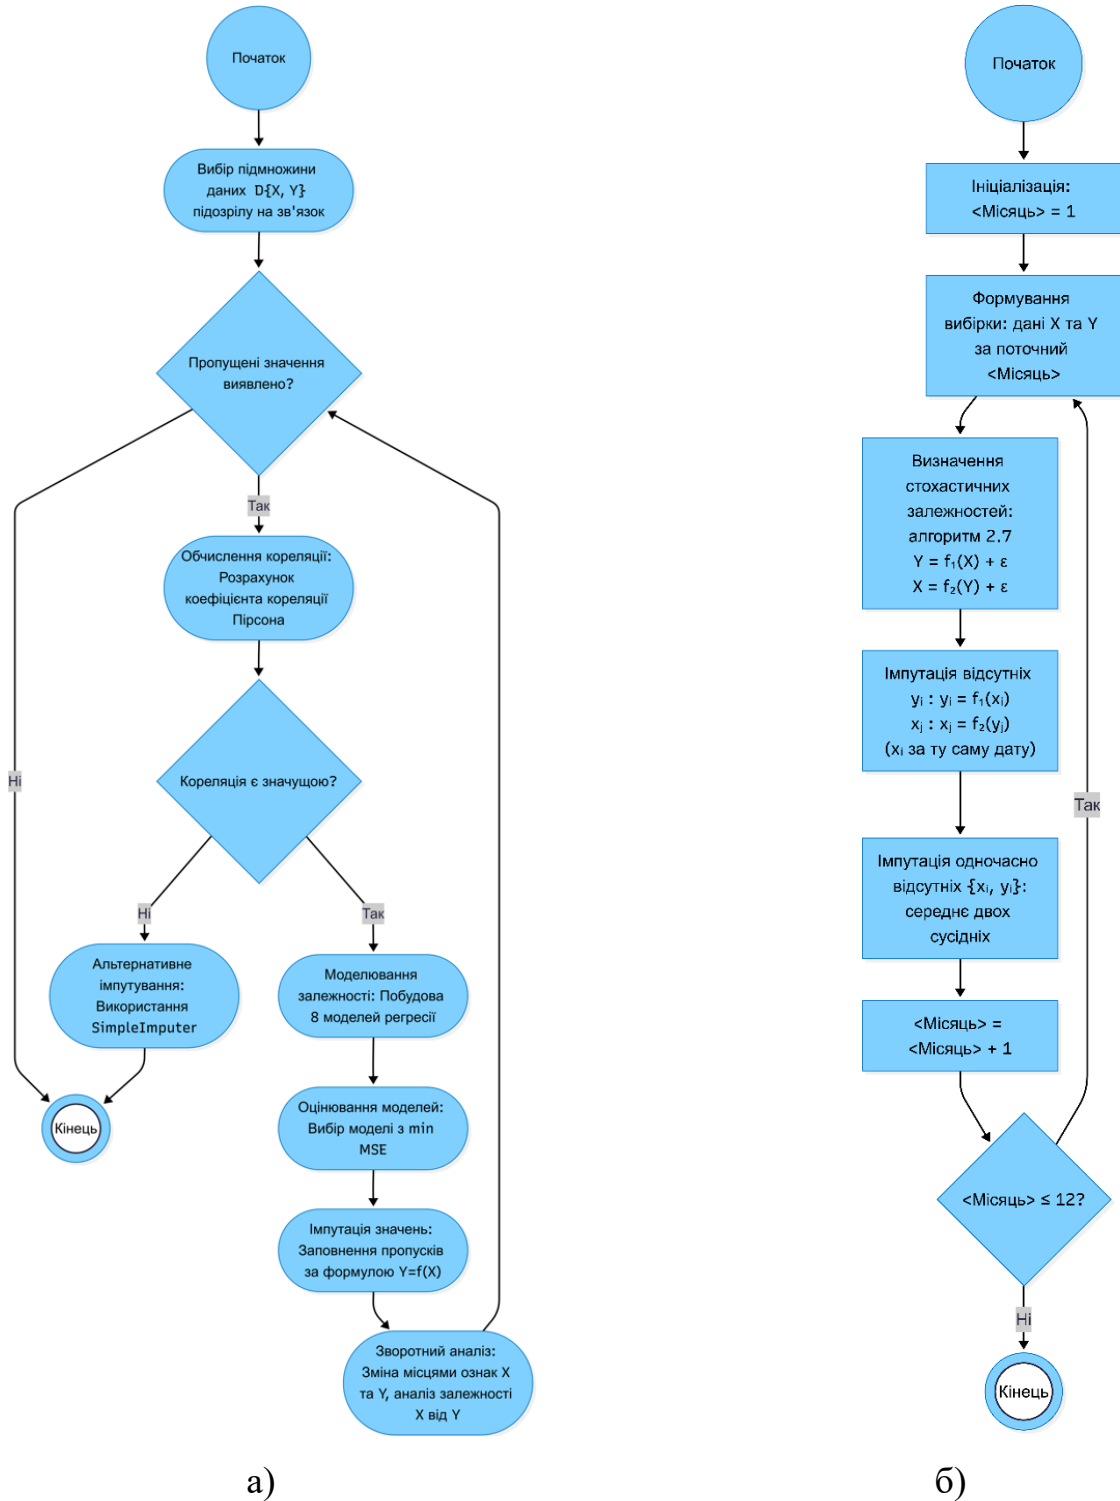 Початок
Вибір підмножини
даних D{X, Y}
підозрілу на зв'язок
Пропущені значення
виявлено?
Так
Обчислення кореляції:
Розрахунок
коефіцієнта кореляції
Пірсона
Ні
Кореляція є значущою?
Ні
Так
Альтернативне
імпутування:
Використання
SimpleImputer
Моделювання
залежності: Побудова
8 моделей регресії
Кінець
Оцінювання моделей:
Вибір моделі з min
MSE
Імпутація значень:
Заповнення пропусків
за формулою Y=f(X)
Зворотний аналіз:
Зміна місцями ознак X
та Y, аналіз залежності
X від Y
а)
Початок
Ініціалізація:
<Місяць> = 1
Формування
вибірки: дані X та Y
за поточний
<Місяць>
Визначення
стохастичних
залежностей:
алгоритм 2.7
Y = f₁(X) + ε
X = f₂(Y) + ε
Імпутація відсутніх
yᵢ : yᵢ = f₁(xᵢ)
xⱼ : xⱼ = f₂(yⱼ)
(xᵢ за ту саму дату)
Так
Імпутація одночасно
відсутніх {xᵢ, yᵢ}:
середнє двох
сусідніх
<Місяць> =
<Місяць> + 1
<Місяць> ≤ 12?
Ні
Кінець
б)